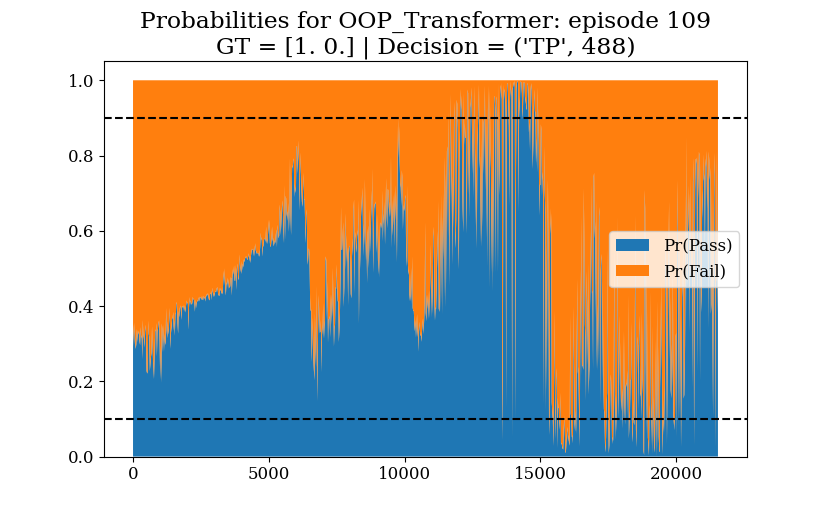 Probabilities for OOP_Transformer: episode 109
GT = [1. 0.] | Decision = ('TP', 488)
1.0
0.8
0.6
0.4
0.2
0.0
Pr(Pass)
Pr(Fail)
0
5000
10000
15000
20000